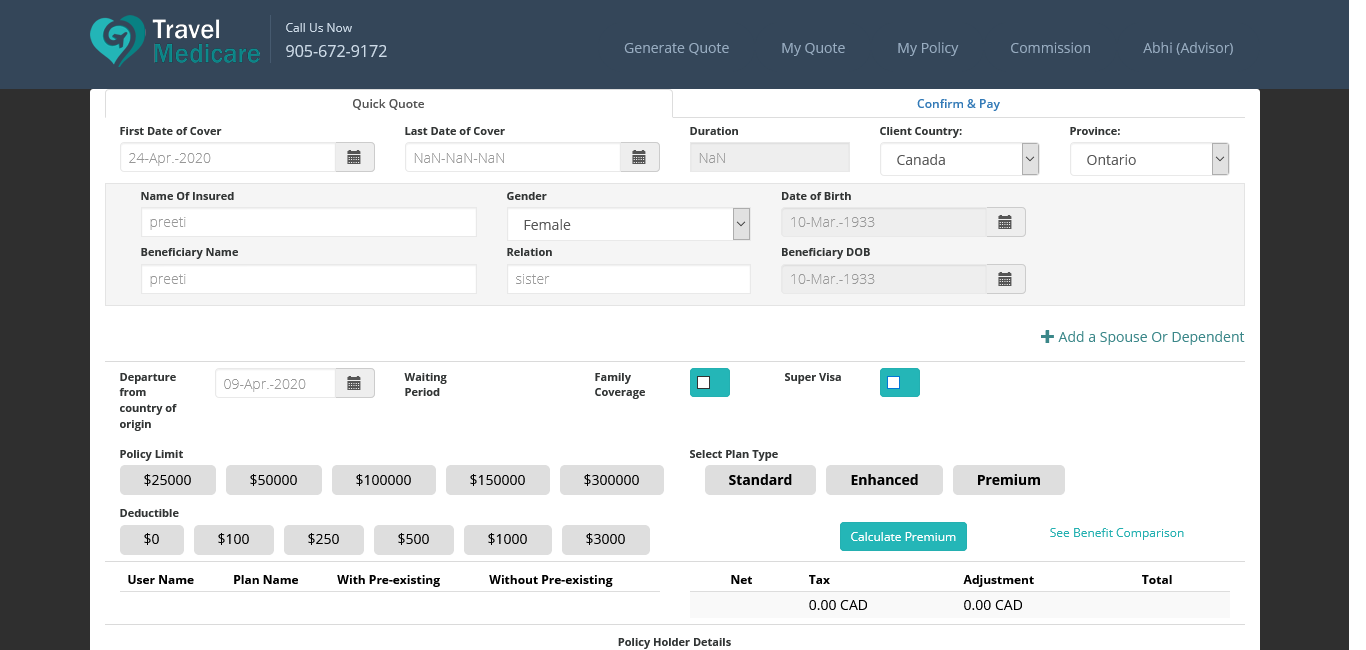 Travel
Medicare
Call Us Now
905-672-9172
Generate Quote My Quote My Policy Commission Abhi (Advisor)
Quick Quote Confirm & Pay
First Date of Cover Last Date of Cover Duration Client Country: Province:
24-Apr.-2020 NaN-NaN-NaN NaN Canada Ontario
Name Of Insured Gender Date of Birth
preeti Female 10-Mar.-1933
Beneficiary Name Relation Beneficiary DOB
preeti sister 10-Mar.-1933
Add a Spouse Or Dependent
Departure
from
country of
origin
09-Apr.-2020
Waiting
Period
Family
Coverage
Super Visa
Policy Limit Select Plan Type
$25000 $50000 $100000 $150000 $300000 Standard Enhanced Premium
Deductible
$0 $100 $250 $500 $1000 $3000 Calculate Premium See Benefit Comparison
User Name Plan Name With Pre-existing Without Pre-existing Net Tax Adjustment Total
0.00 CAD 0.00 CAD
Policy Holder Details